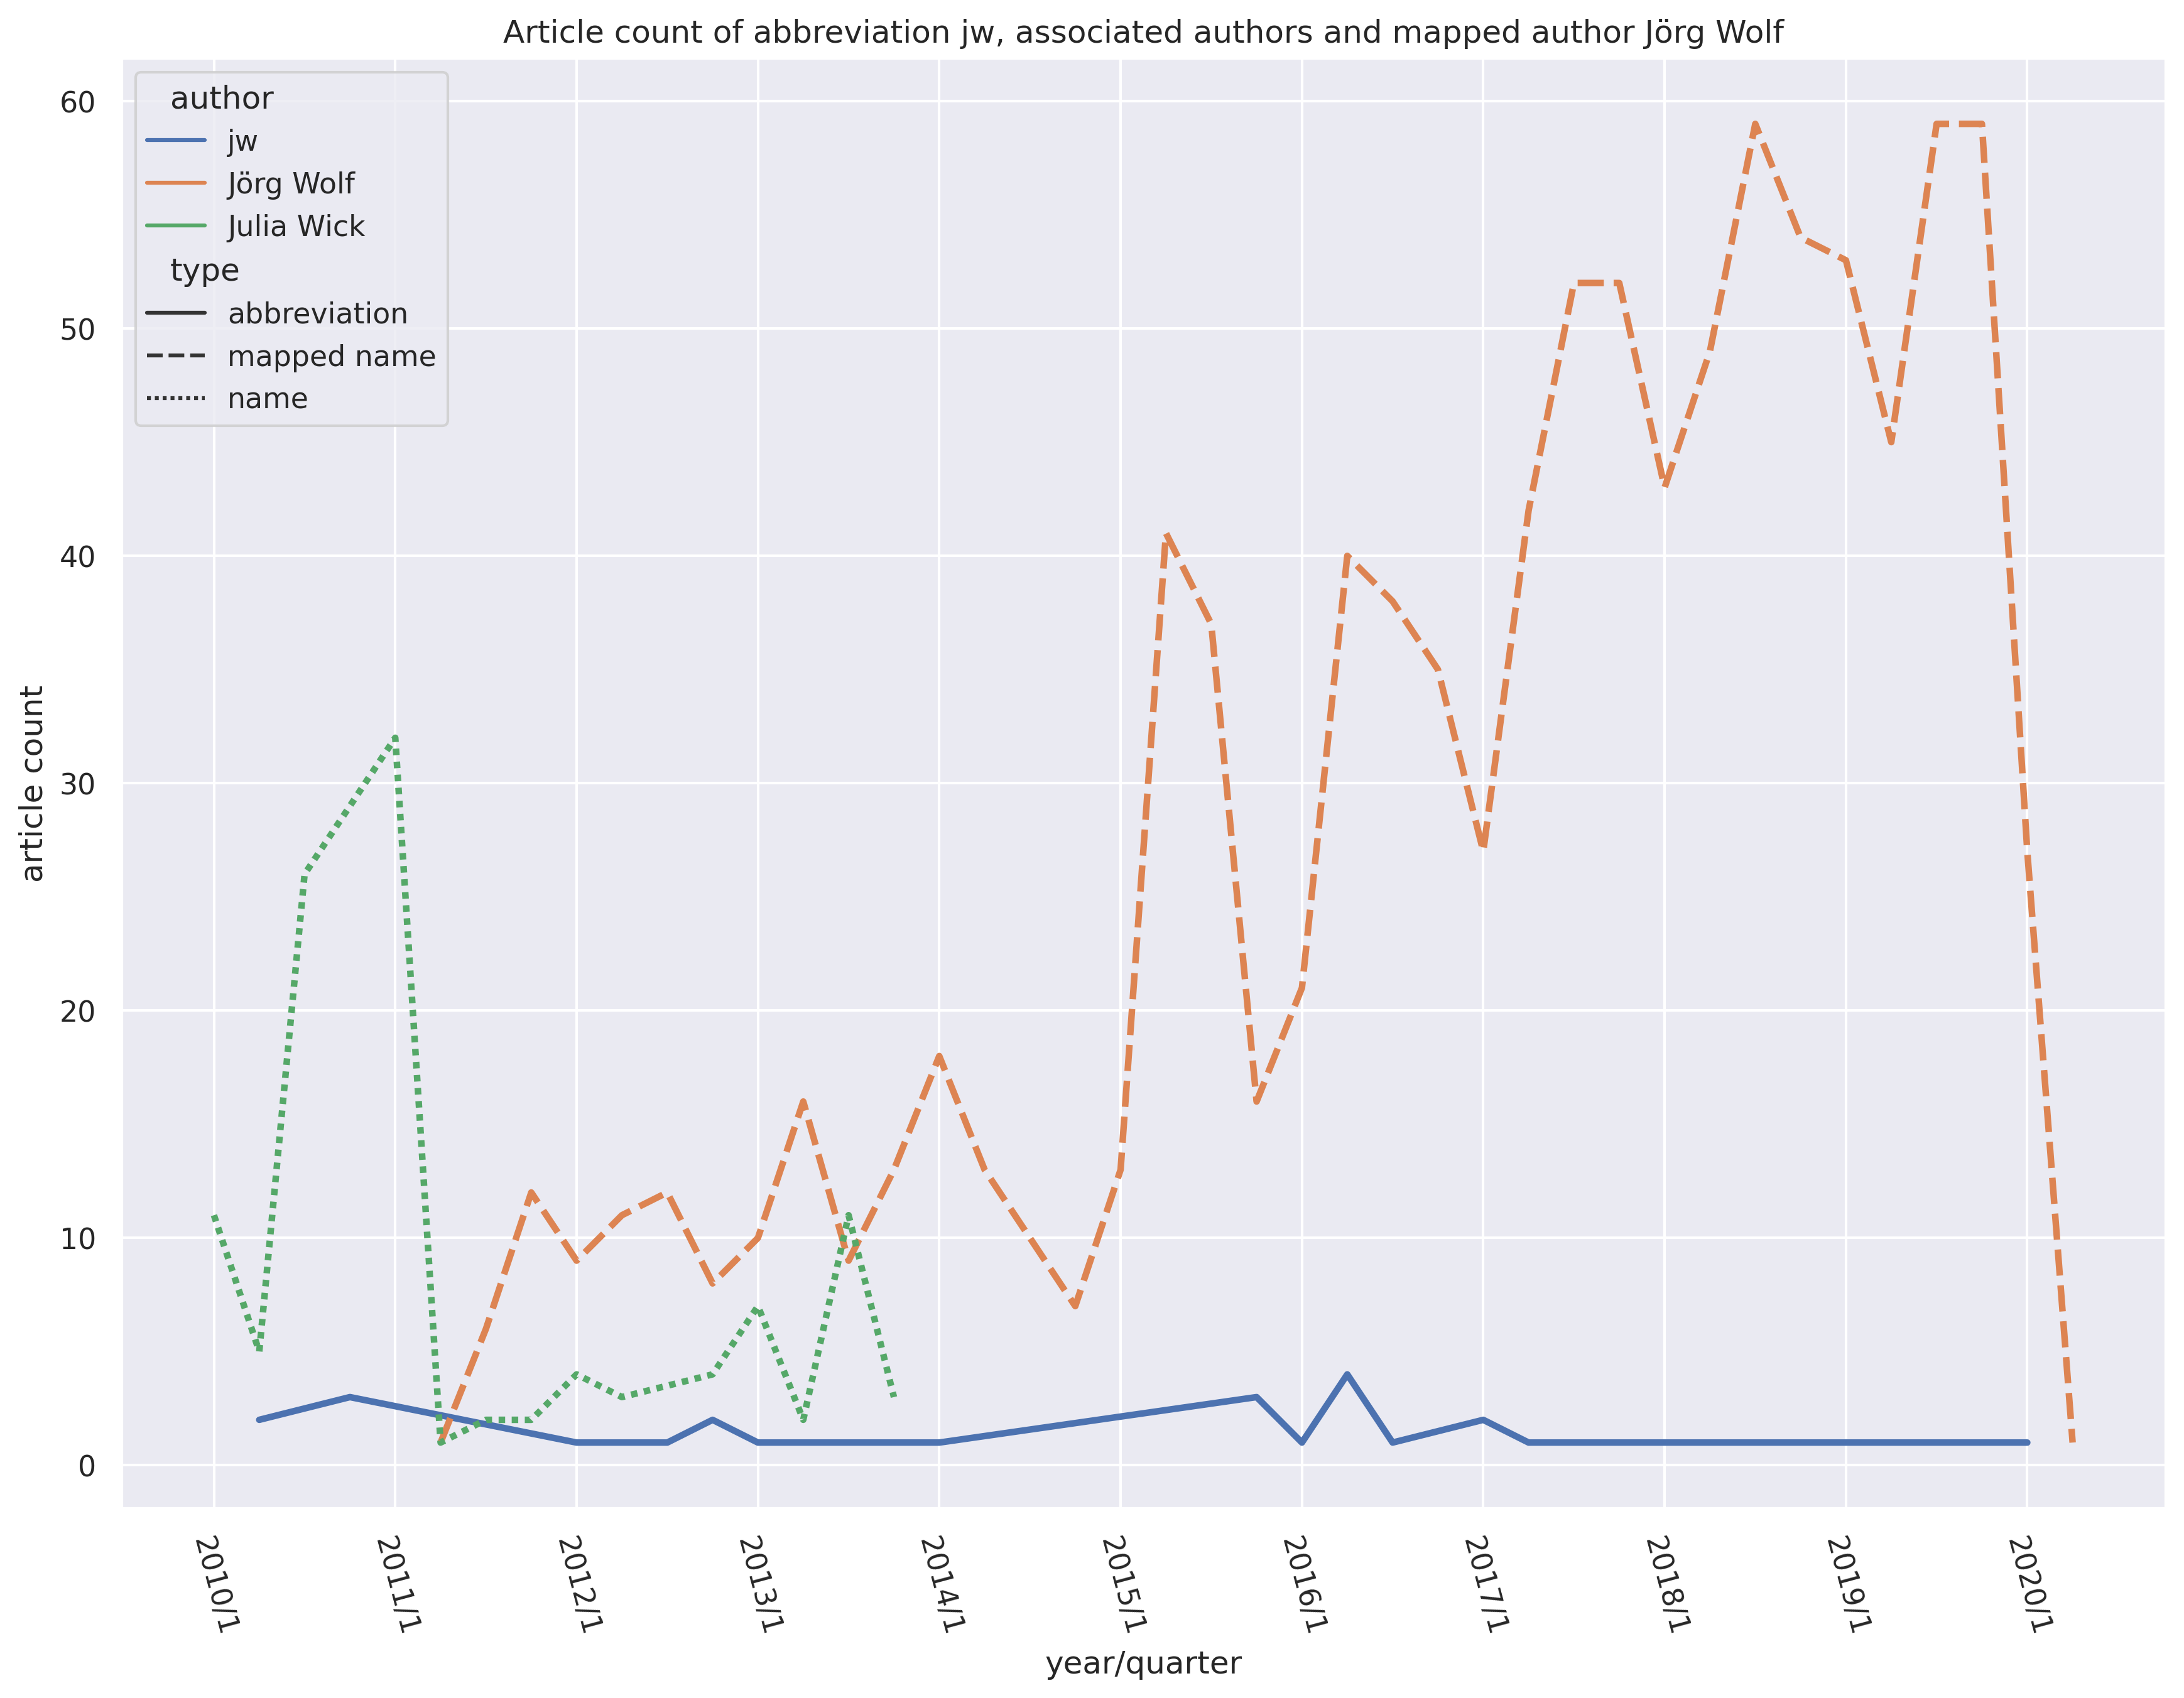 Article count of abbreviation jw, associated authors and mapped author Jörg Wolf
author
jw
Jörg Wolf
Julia Wick
type
abbreviation
mapped name
name
60
50
40
30
20
10
0
article count
2010/1
2011/1
2012/1
2013/1
2014/1
2015/1
2016/1
2017/1
2018/1
2019/1
2020/1
year/quarter